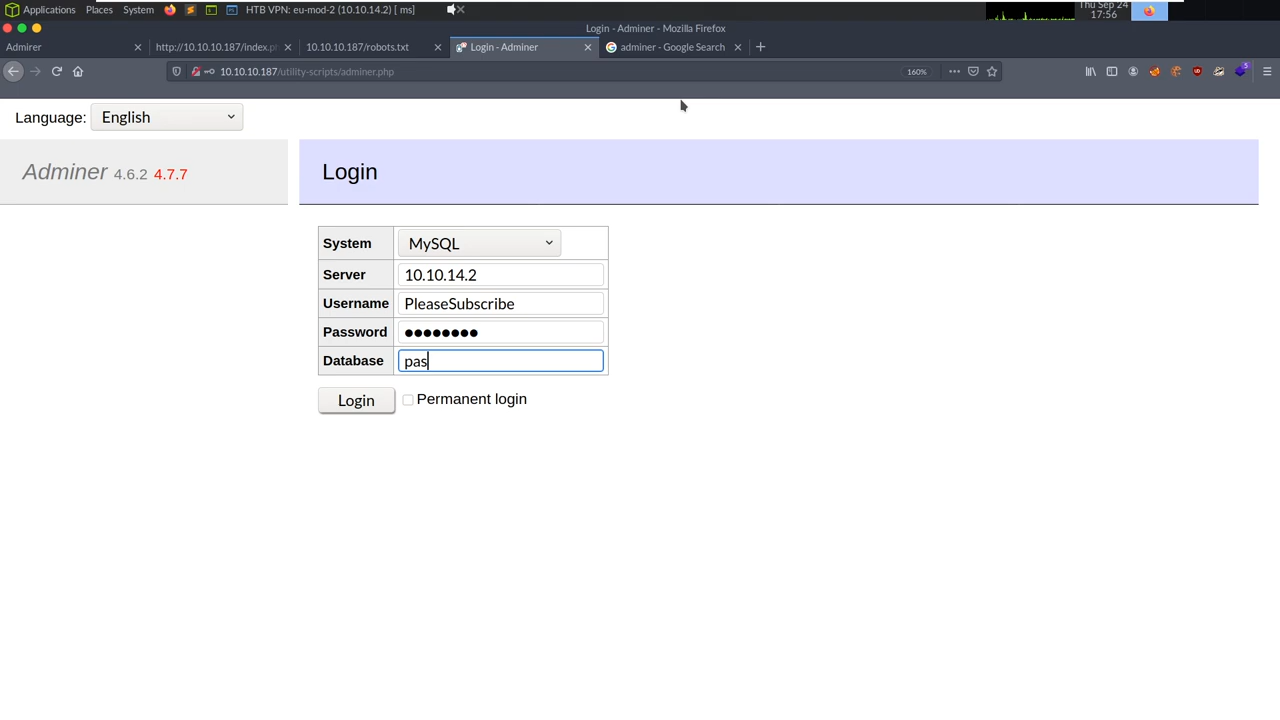 Applications Places System HTB VPN: eu-mod-2 (10.10.14.2) [ ms] Thu Sep 24
17:56
Login - Adminer - Mozilla Firefox
Admirer http://10.10.10.187/index.p 10.10.10.187/robots.txt Login - Adminer adminer - Google Search
10.10.10.187/utility-scripts/adminer.php 160% 5
Language: English
Adminer 4.6.2 4.7.7 Login
System MySQL
Server 10.10.14.2
Username PleaseSubscribe
Password ●●●●●●●●
Database pas
Login Permanent login